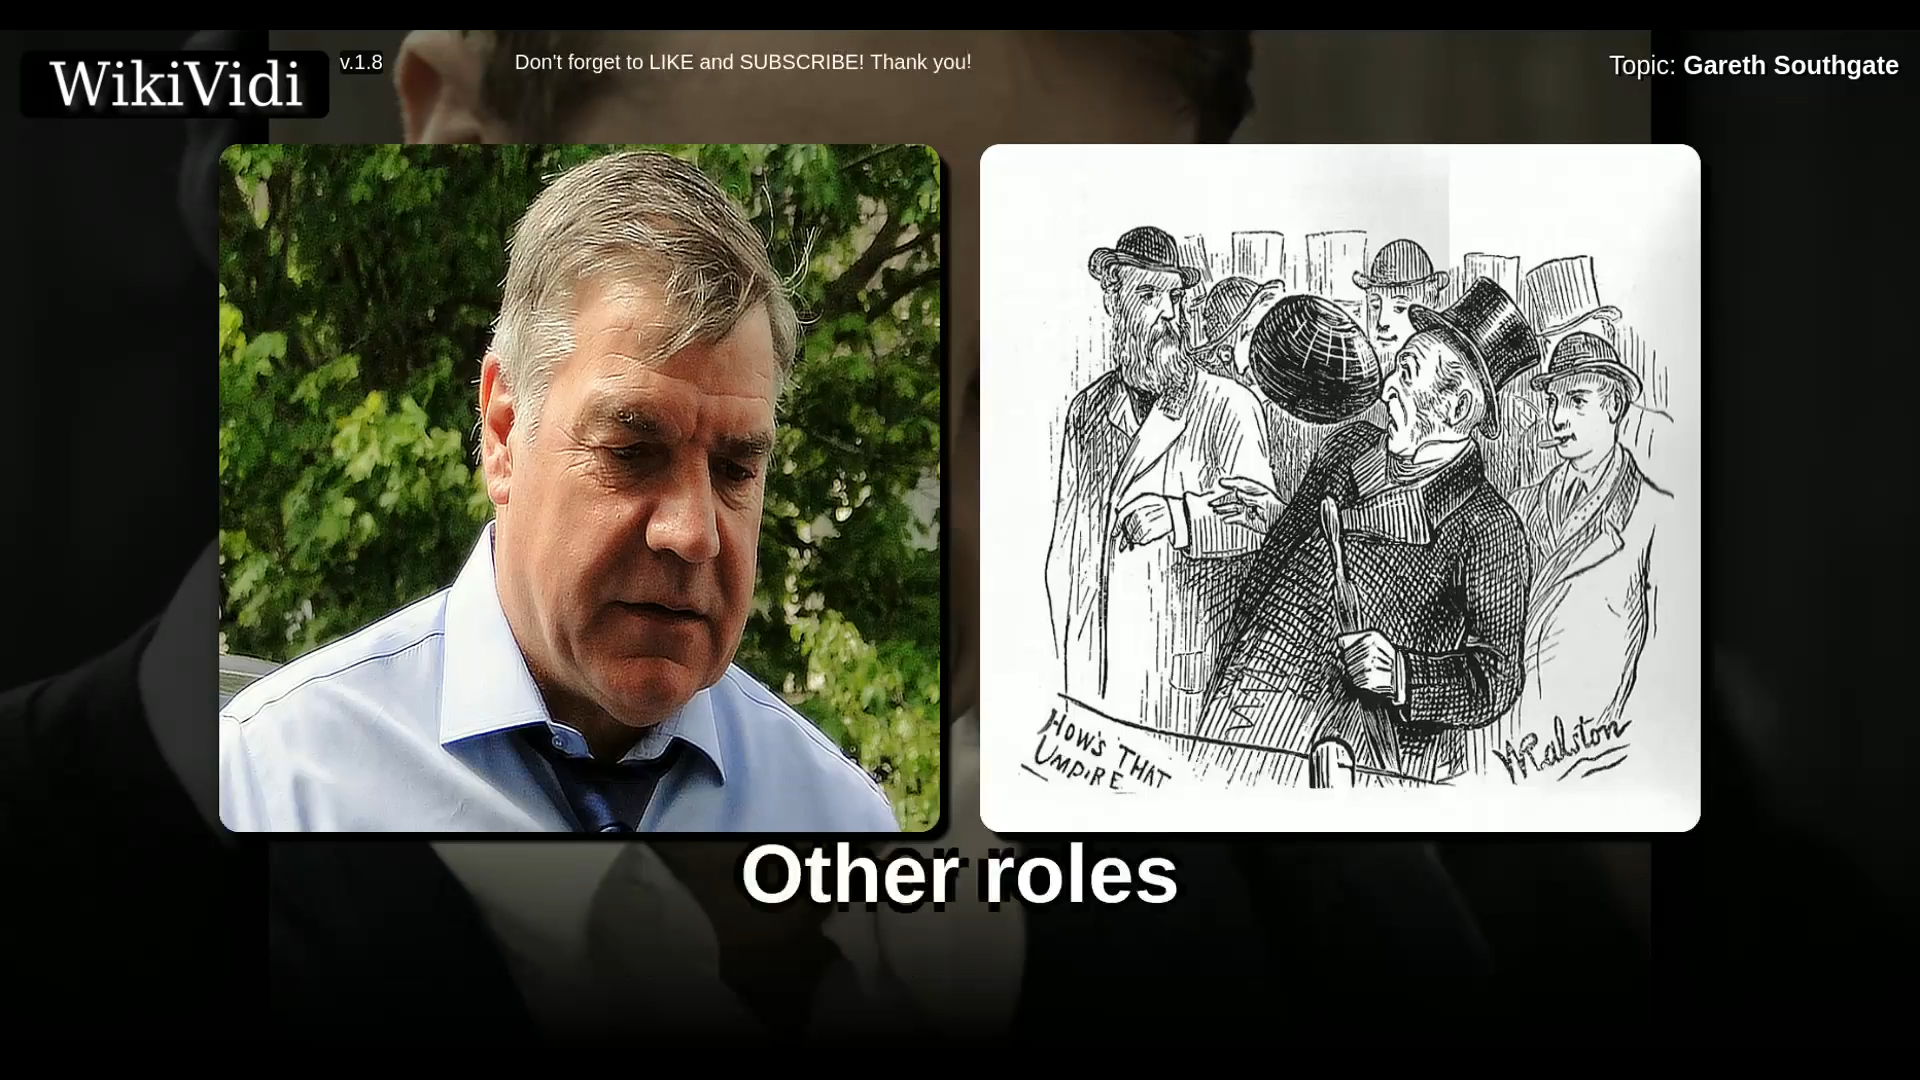 WikiVidi
v.1.8
Don't forget to LIKE and SUBSCRIBE! Thank you!
Topic: Gareth Southgate
HOW'S THAT
UMPIRE
WRalston
Other roles